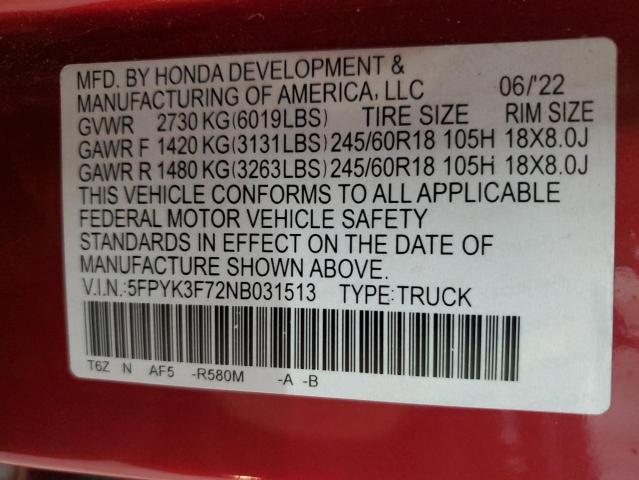 MFD. BY HONDA DEVELOPMENT &
MANUFACTURING OF AMERICA, LLC 06/'22
GVWR 2730 KG(6019LBS) TIRE SIZE RIM SIZE
GAWR F 1420 KG(3131LBS) 245/60R18 105H 18X8.0J
GAWR R 1480 KG(3263LBS) 245/60R18 105H 18X8.0J
THIS VEHICLE CONFORMS TO ALL APPLICABLE
FEDERAL MOTOR VEHICLE SAFETY
STANDARDS IN EFFECT ON THE DATE OF
MANUFACTURE SHOWN ABOVE.
V.I.N.:5FPYK3F72NB031513 TYPE:TRUCK
T6Z N AF5 -R580M -A -B